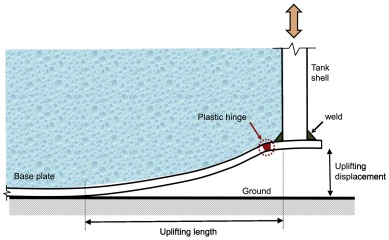 Tank
shell
Plastic hinge
weld
Base plate
Uplifting
displacement
Ground
Uplifting length